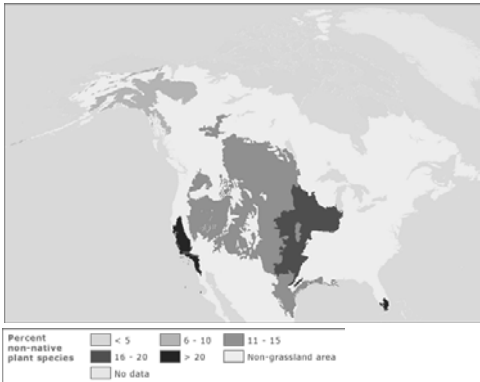 Percent < 5 6 - 10 11 - 15
non-native
plant species 16 - 20 > 20 Non-grassland area
No data